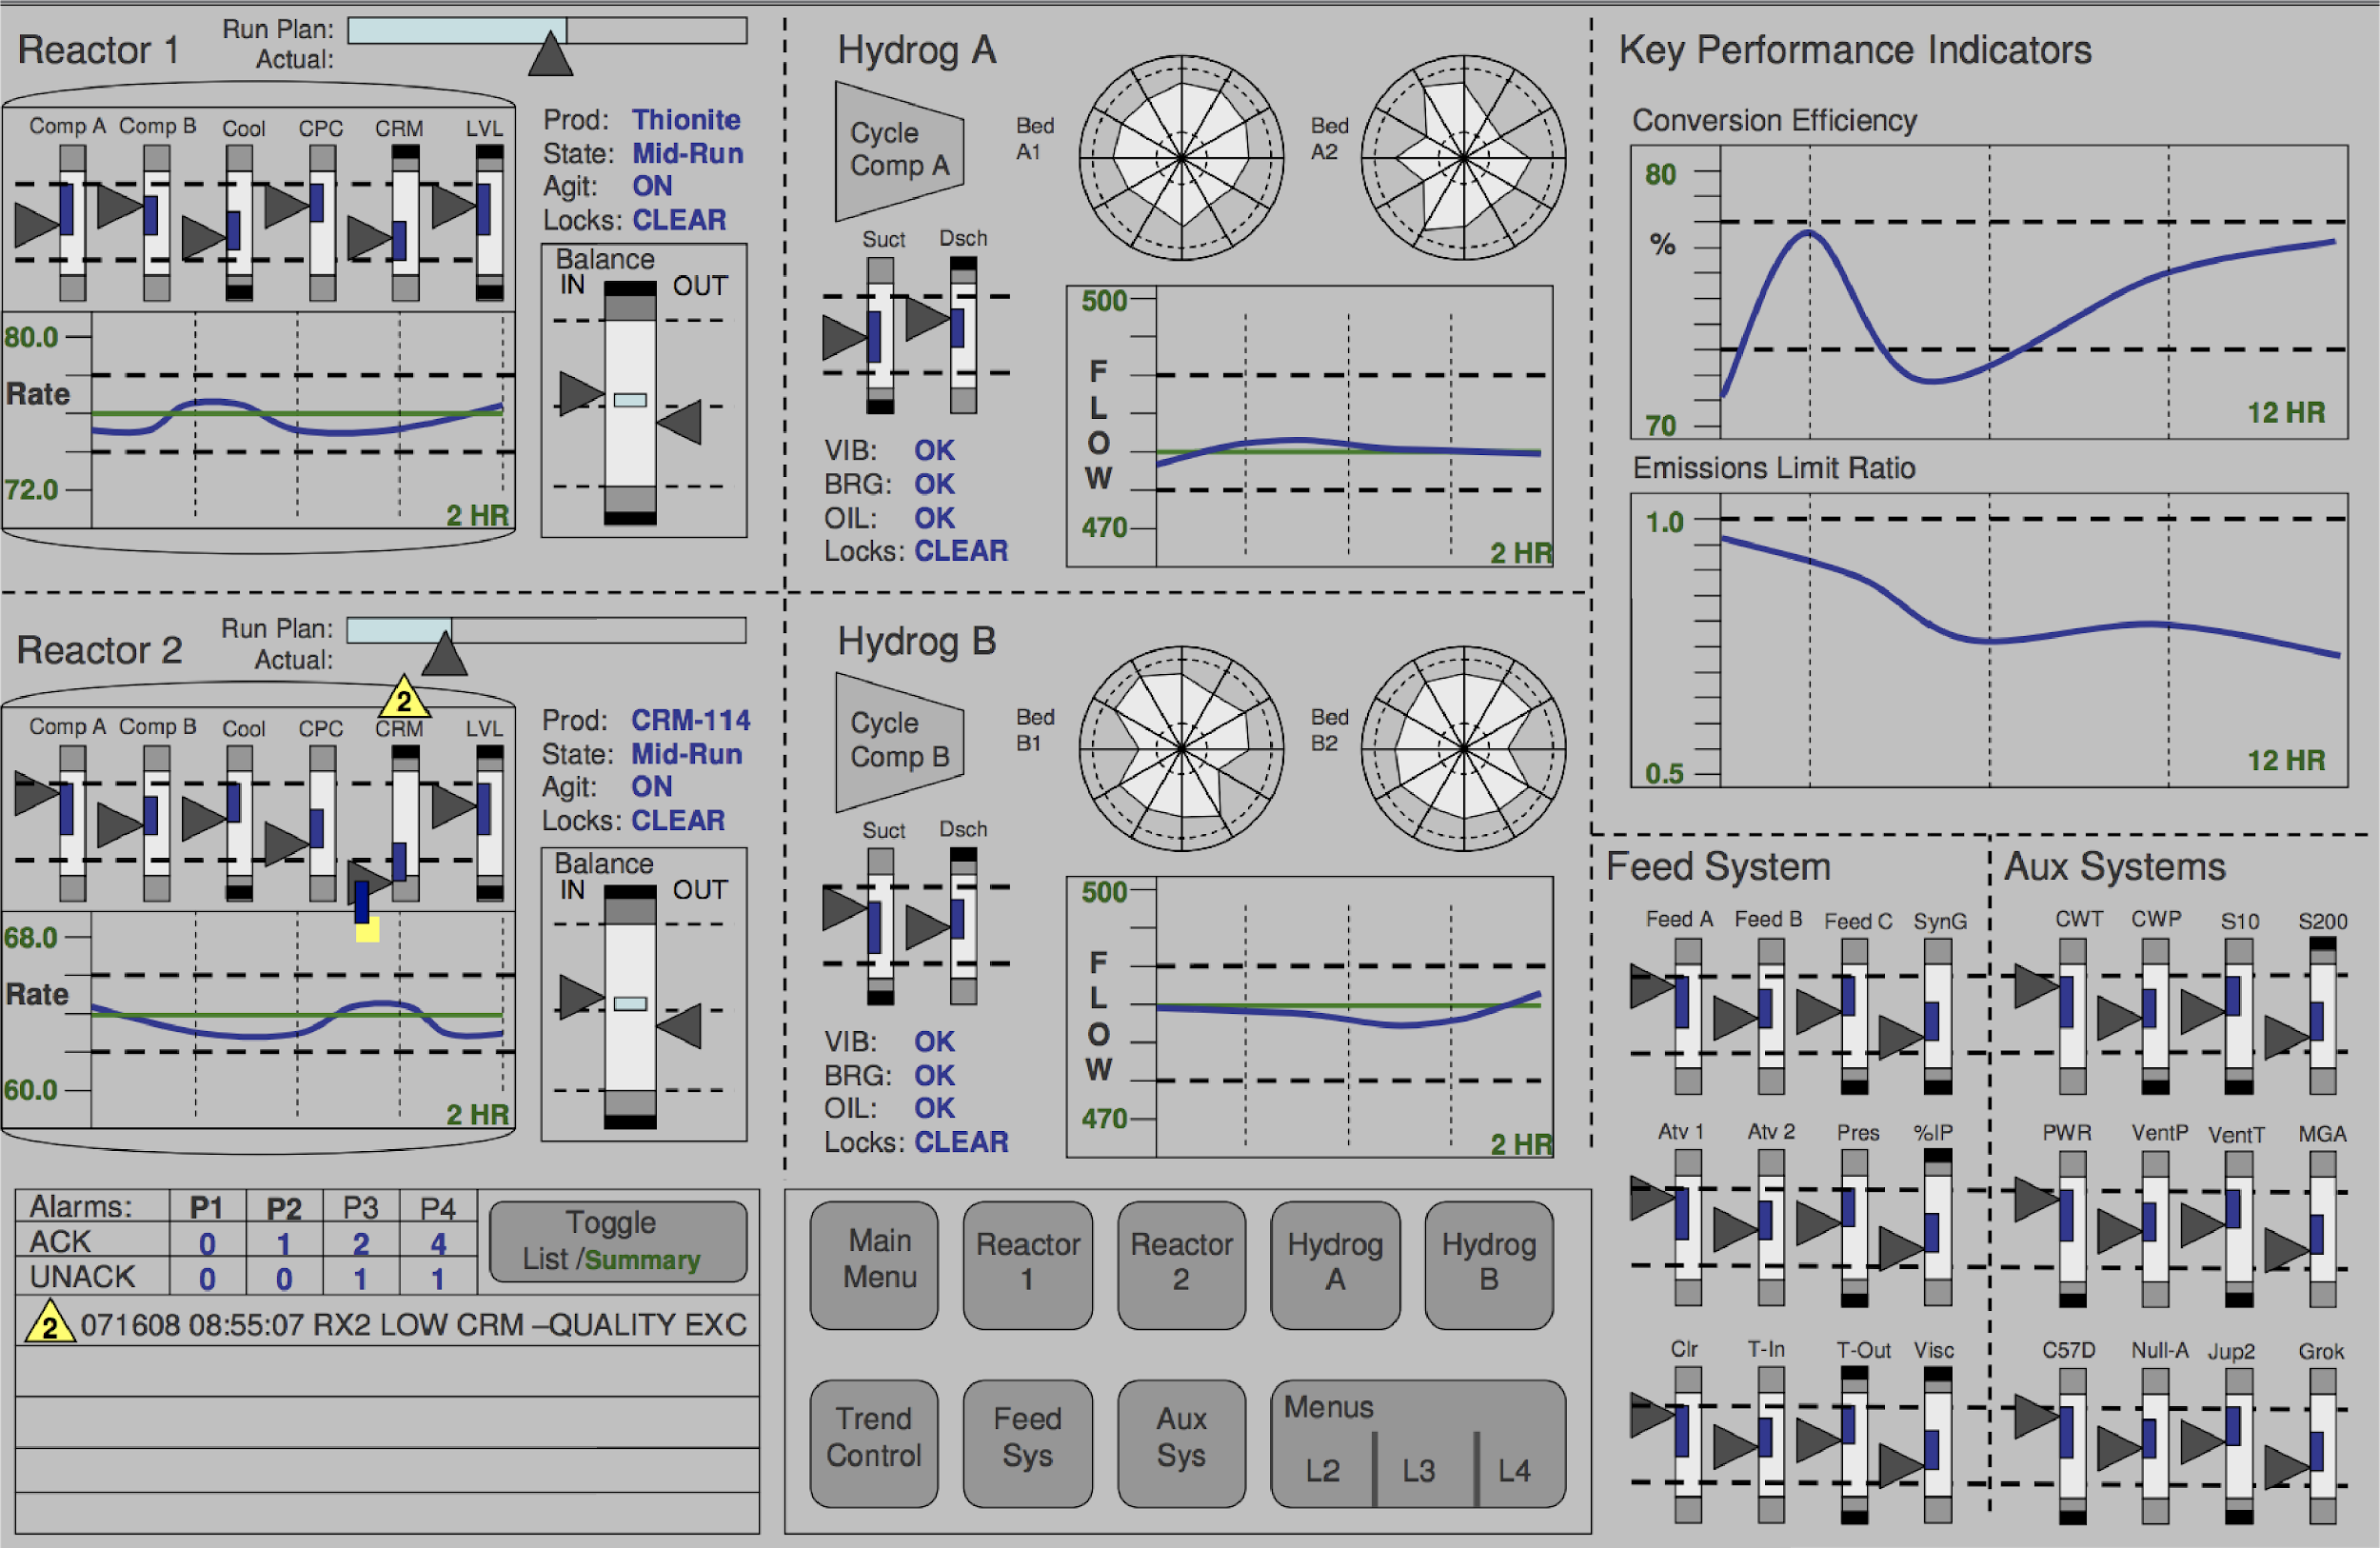 Reactor 1
Run Plan:
Actual:
Comp A Comp B Cool CPC CRM LVL
Prod: Thionite
State: Mid-Run
Agit: ON
Locks: CLEAR
Balance
IN OUT
80.0
Rate
72.0
2 HR
Reactor 2
Run Plan:
Actual:
2
Comp A Comp B Cool CPC CRM LVL
Prod: CRM-114
State: Mid-Run
Agit: ON
Locks: CLEAR
Balance
IN OUT
68.0
Rate
60.0
2 HR
Alarms: P1 P2 P3 P4
ACK 0 1 2 4
UNACK 0 0 1 1
Toggle
List /Summary
2 071608 08:55:07 RX2 LOW CRM –QUALITY EXC
Hydrog A
Cycle
Comp A
Bed
A1
Bed
A2
Suct Dsch
VIB: OK
BRG: OK
OIL: OK
Locks: CLEAR
500
F
L
O
W
470
2 HR
Hydrog B
Cycle
Comp B
Bed
B1
Bed
B2
Suct Dsch
VIB: OK
BRG: OK
OIL: OK
Locks: CLEAR
500
F
L
O
W
470
2 HR
Main
Menu
Reactor
1
Reactor
2
Hydrog
A
Hydrog
B
Trend
Control
Feed
Sys
Aux
Sys
Menus
L2 L3 L4
Key Performance Indicators
Conversion Efficiency
80
%
70
12 HR
Emissions Limit Ratio
1.0
0.5
12 HR
Feed System
Feed A Feed B Feed C SynG
Atv 1 Atv 2 Pres %IP
Clr T-In T-Out Visc
Aux Systems
CWT CWP S10 S200
PWR VentP VentT MGA
C57D Null-A Jup2 Grok